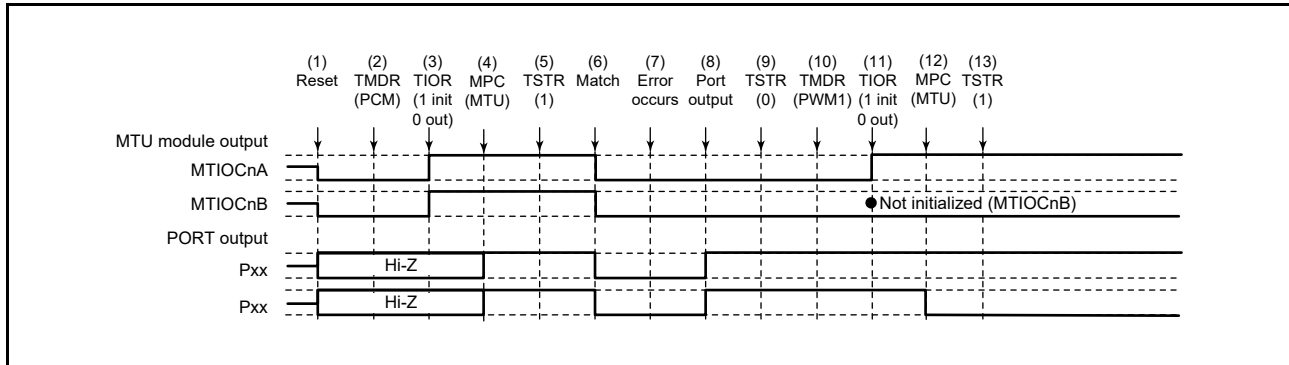 (1) (2) (3) (4) (5) (6) (7) (8) (9) (10) (11) (12) (13)
Reset TMDR TIOR MPC TSTR Match Error Port TSTR TMDR TIOR MPC TSTR
(PCM) (1 init (MTU) (1) occurs output (0) (PWM1) (1 init (MTU) (1)
0 out) 0 out)
MTU module output
MTIOCnA
MTIOCnB Not initialized (MTIOCnB)
PORT output
Pxx Hi-Z
Pxx Hi-Z